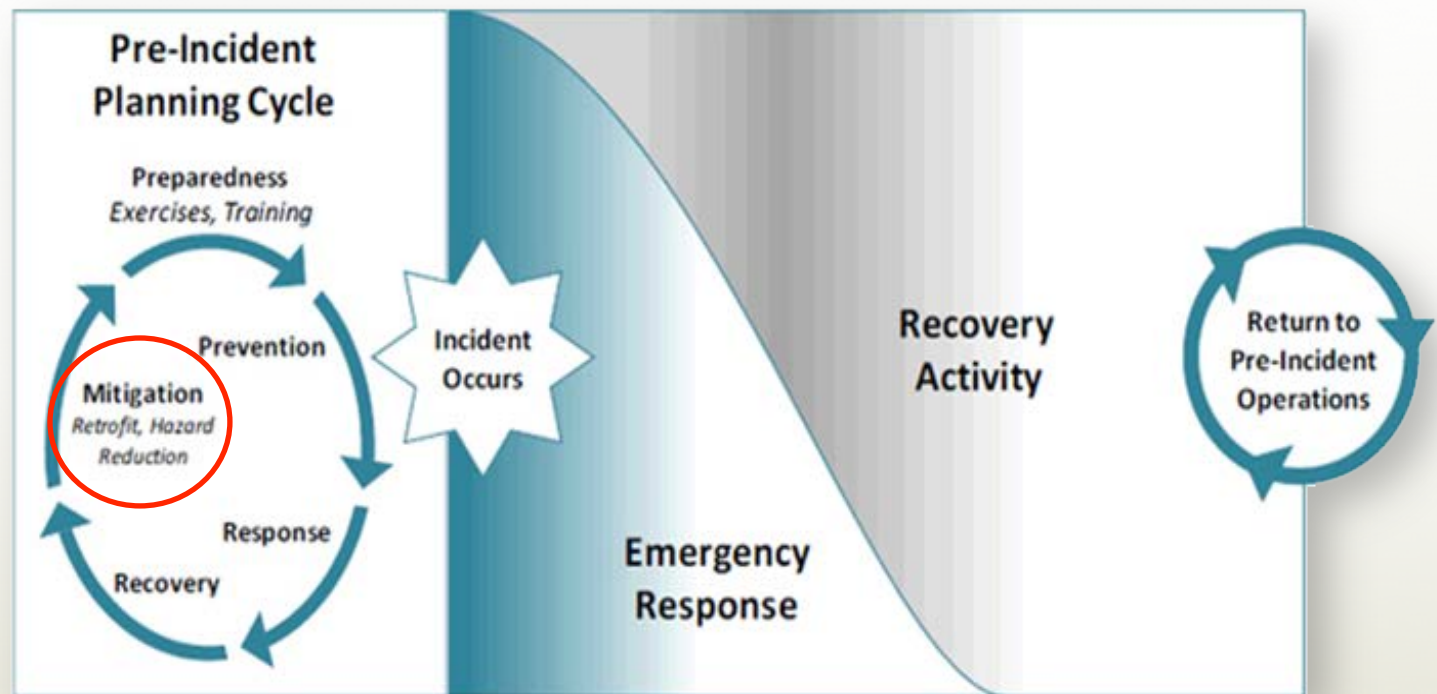 Pre-Incident
Planning Cycle
Preparedness
Exercises, Training
Prevention
Mitigation
Retrofit, Hazard
Reduction
Response
Recovery
Incident
Occurs
Emergency
Response
Recovery
Activity
Return to
Pre-Incident
Operations